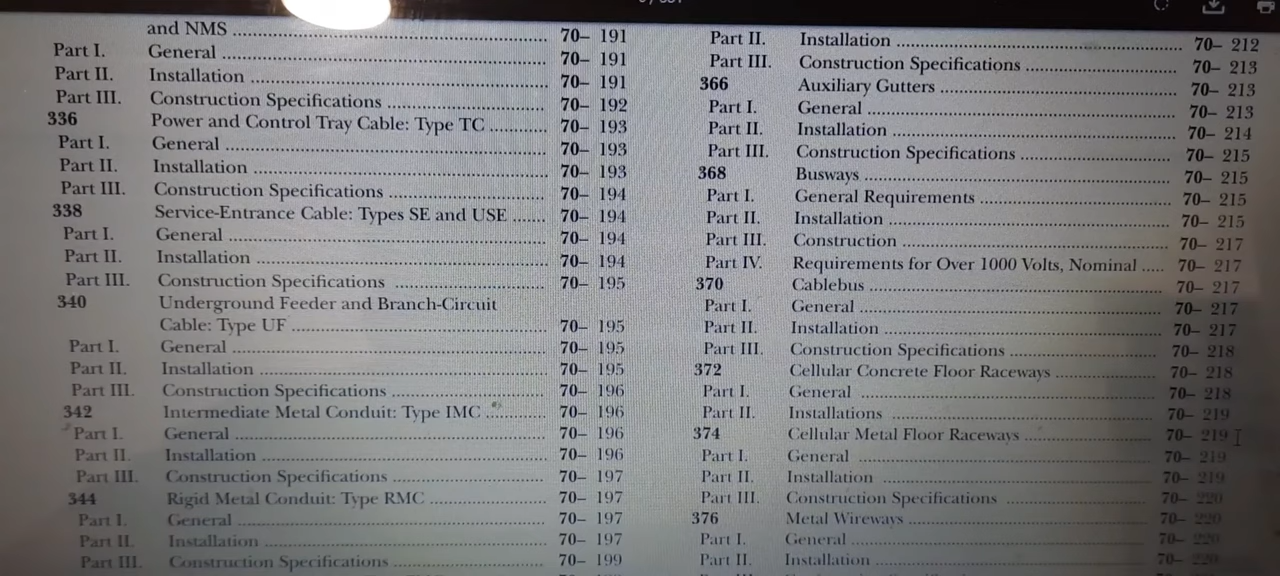 and NMS ........ 70– 191
Part I. General ........ 70– 191
Part II. Installation ........ 70– 191
Part III. Construction Specifications ........ 70– 192
336 Power and Control Tray Cable: Type TC ........ 70– 193
Part I. General ........ 70– 193
Part II. Installation ........ 70– 193
Part III. Construction Specifications ........ 70– 194
338 Service-Entrance Cable: Types SE and USE ........ 70– 194
Part I. General ........ 70– 194
Part II. Installation ........ 70– 194
Part III. Construction Specifications ........ 70– 195
340 Underground Feeder and Branch-Circuit
Cable: Type UF ........ 70– 195
Part I. General ........ 70– 195
Part II. Installation ........ 70– 195
Part III. Construction Specifications ........ 70– 196
342 Intermediate Metal Conduit: Type IMC ........ 70– 196
Part I. General ........ 70– 196
Part II. Installation ........ 70– 196
Part III. Construction Specifications ........ 70– 197
344 Rigid Metal Conduit: Type RMC ........ 70– 197
Part I. General ........ 70– 197
Part II. Installation ........ 70– 197
Part III. Construction Specifications ........ 70– 199
Part II. Installation ........ 70– 212
Part III. Construction Specifications ........ 70– 213
366 Auxiliary Gutters ........ 70– 213
Part I. General ........ 70– 213
Part II. Installation ........ 70– 214
Part III. Construction Specifications ........ 70– 215
368 Busways ........ 70– 215
Part I. General Requirements ........ 70– 215
Part II. Installation ........ 70– 215
Part III. Construction ........ 70– 217
Part IV. Requirements for Over 1000 Volts, Nominal ..... 70– 217
370 Cablebus ........ 70– 217
Part I. General ........ 70– 217
Part II. Installation ........ 70– 217
Part III. Construction Specifications ........ 70– 218
372 Cellular Concrete Floor Raceways ........ 70– 218
Part I. General ........ 70– 218
Part II. Installations ........ 70– 219
374 Cellular Metal Floor Raceways ........ 70– 219
Part I. General ........ 70– 219
Part II. Installation ........ 70– 219
Part III. Construction Specifications ........ 70– 220
376 Metal Wireways ........ 70– 220
Part I. General ........ 70– 220
Part II. Installation ........ 70– 220